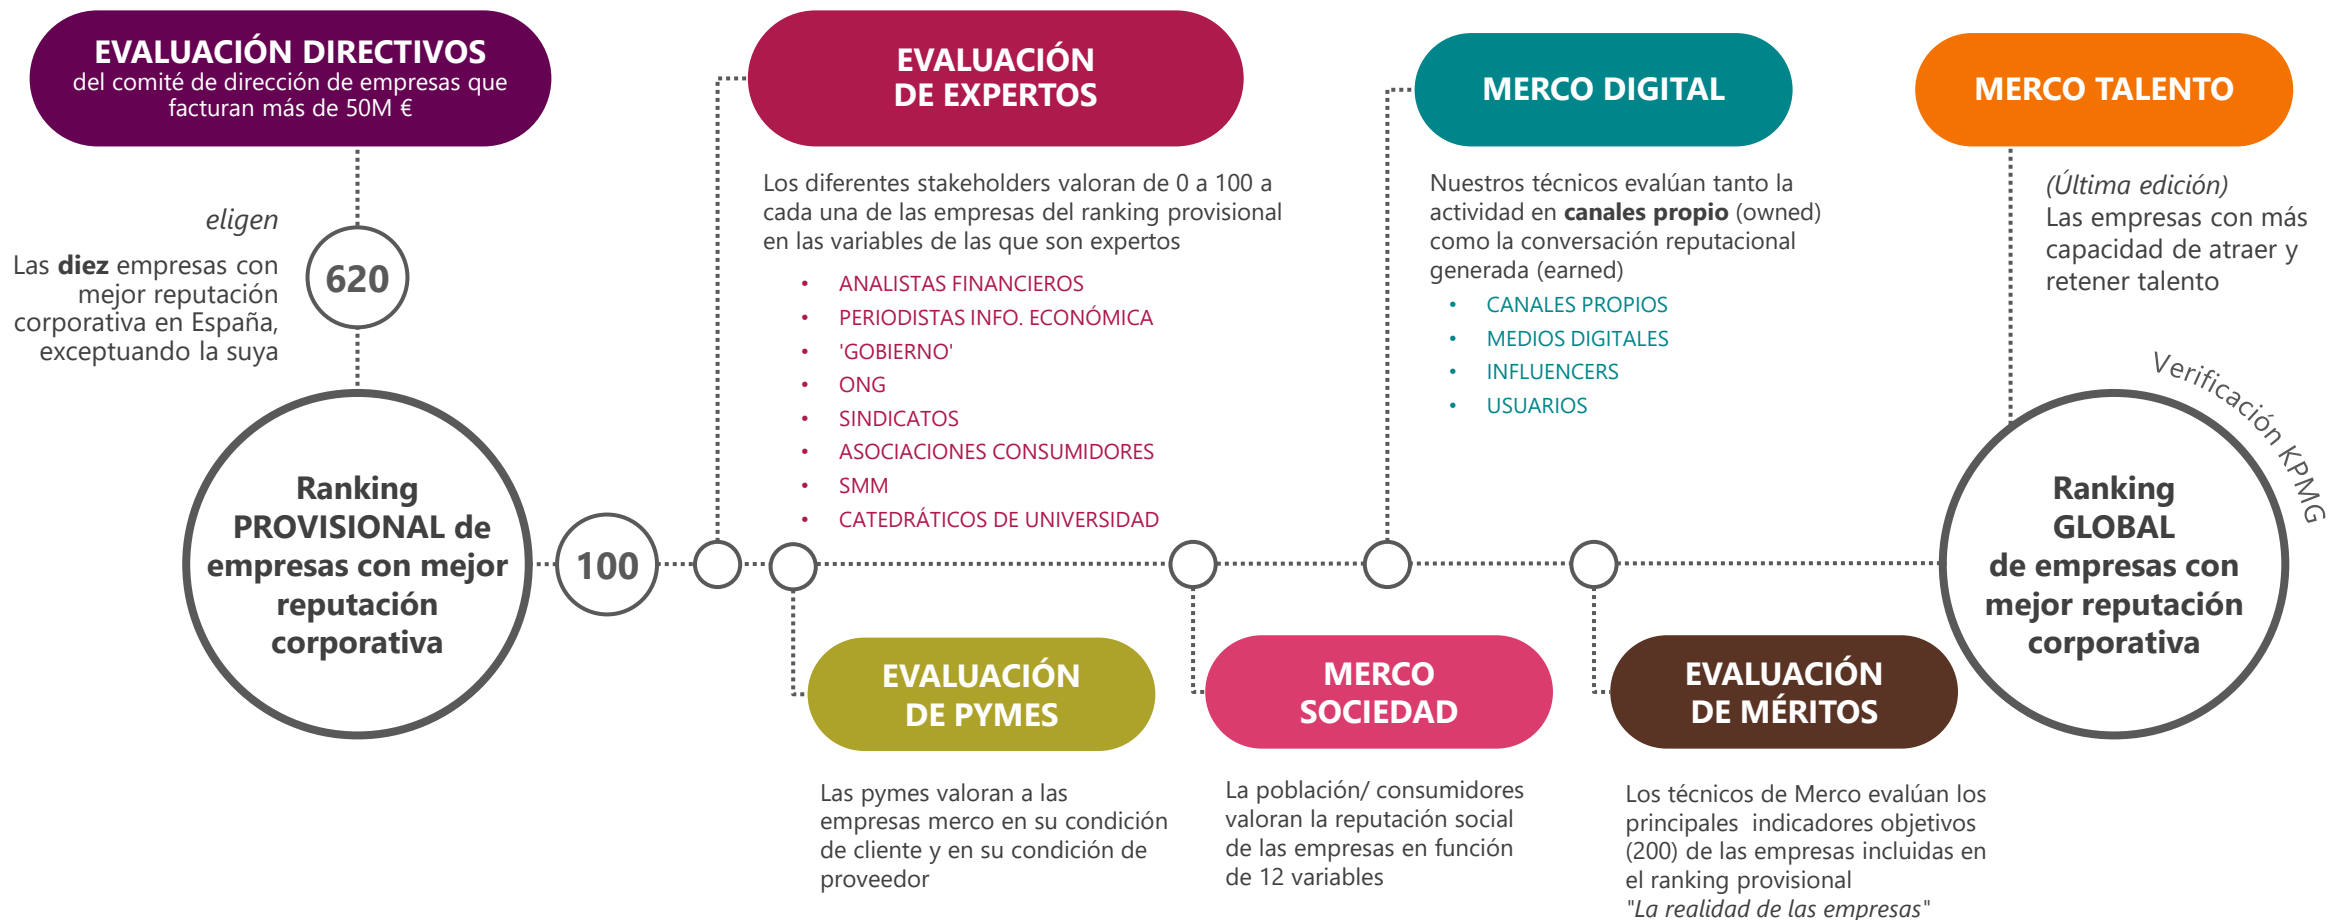 EVALUACIÓN DIRECTIVOS
del comité de dirección de empresas que
facturan más de 50M €
eligen
Las diez empresas con
mejor reputación
corporativa en España,
exceptuando la suya
620
Ranking
PROVISIONAL de
empresas con mejor
reputación
corporativa
100
EVALUACIÓN
DE EXPERTOS
Los diferentes stakeholders valoran de 0 a 100 a
cada una de las empresas del ranking provisional
en las variables de las que son expertos
• ANALISTAS FINANCIEROS
• PERIODISTAS INFO. ECONÓMICA
• 'GOBIERNO'
• ONG
• SINDICATOS
• ASOCIACIONES CONSUMIDORES
• SMM
• CATEDRÁTICOS DE UNIVERSIDAD
EVALUACIÓN
DE PYMES
Las pymes valoran a las
empresas merco en su condición
de cliente y en su condición de
proveedor
MERCO
SOCIEDAD
La población/ consumidores
valoran la reputación social
de las empresas en función
de 12 variables
MERCO DIGITAL
Nuestros técnicos evalúan tanto la
actividad en canales propio (owned)
como la conversación reputacional
generada (earned)
• CANALES PROPIOS
• MEDIOS DIGITALES
• INFLUENCERS
• USUARIOS
EVALUACIÓN
DE MÉRITOS
Los técnicos de Merco evalúan los
principales indicadores objetivos
(200) de las empresas incluidas en
el ranking provisional
"La realidad de las empresas"
MERCO TALENTO
(Última edición)
Las empresas con más
capacidad de atraer y
retener talento
Verificación KPMG
Ranking
GLOBAL
de empresas con
mejor reputación
corporativa